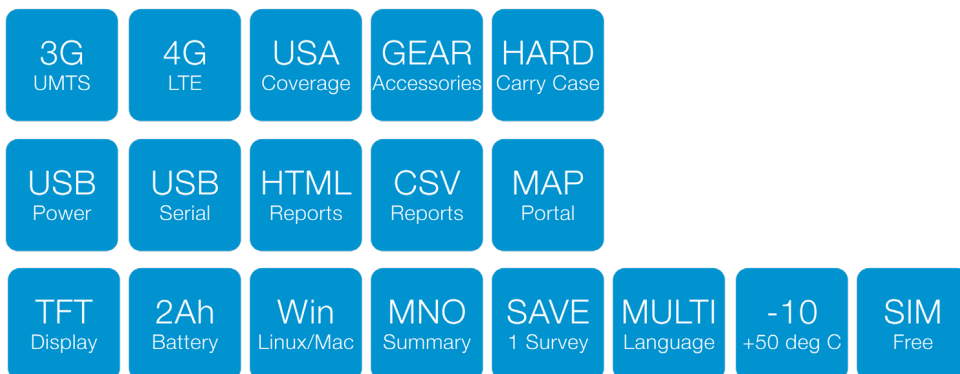 3G 4G USA GEAR HARD
UMTS LTE Coverage Accessories Carry Case
USB USB HTML CSV MAP
Power Serial Reports Reports Portal
TFT 2Ah Win MNO SAVE MULTI -10 SIM
Display Battery Linux/Mac Summary 1 Survey Language +50 deg C Free